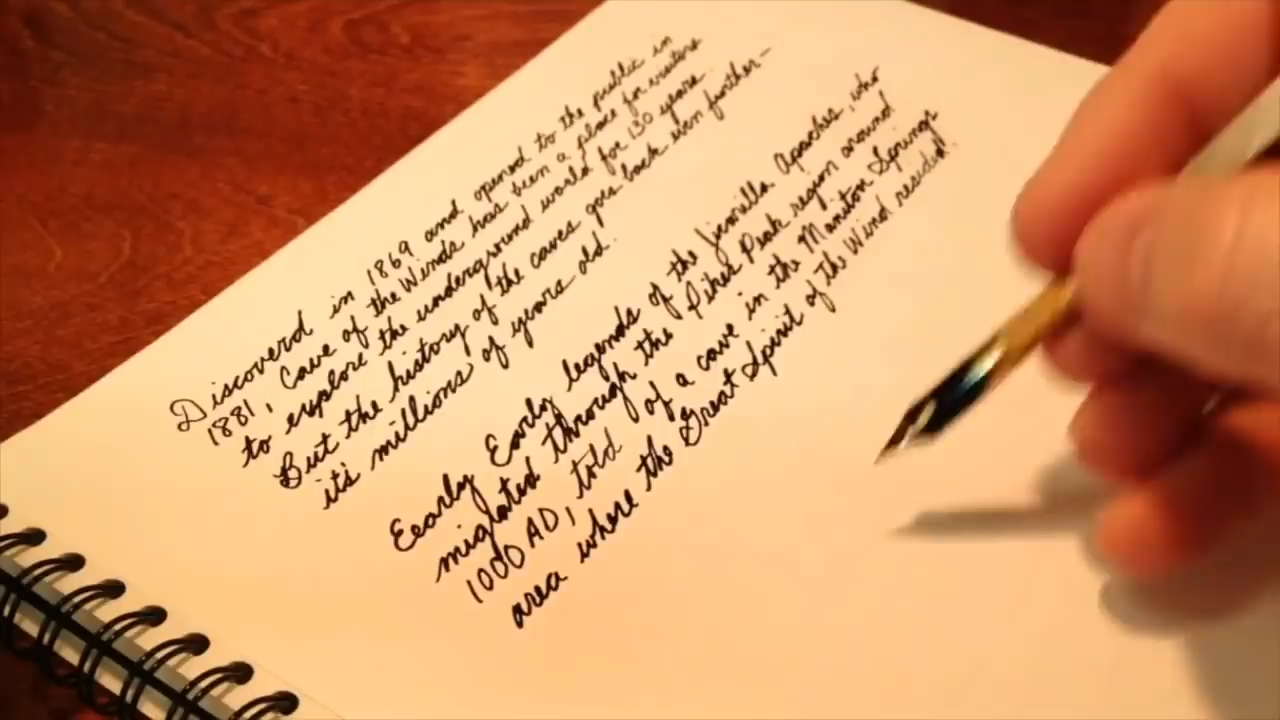 Discoverd in 1869 and opened to the public in
1881, Cave of the Winds has been a place for visitors
to explore the underground world for 130 years.
But the history of the caves goes back even further —
it's millions of years old.
Eearly Early legends of the Jicarilla Apaches, who
migrated through the Pikes Peak region around
1000 AD, told of a cave in the Maniton Springs
area where the Great Spirit of the Wind resided.